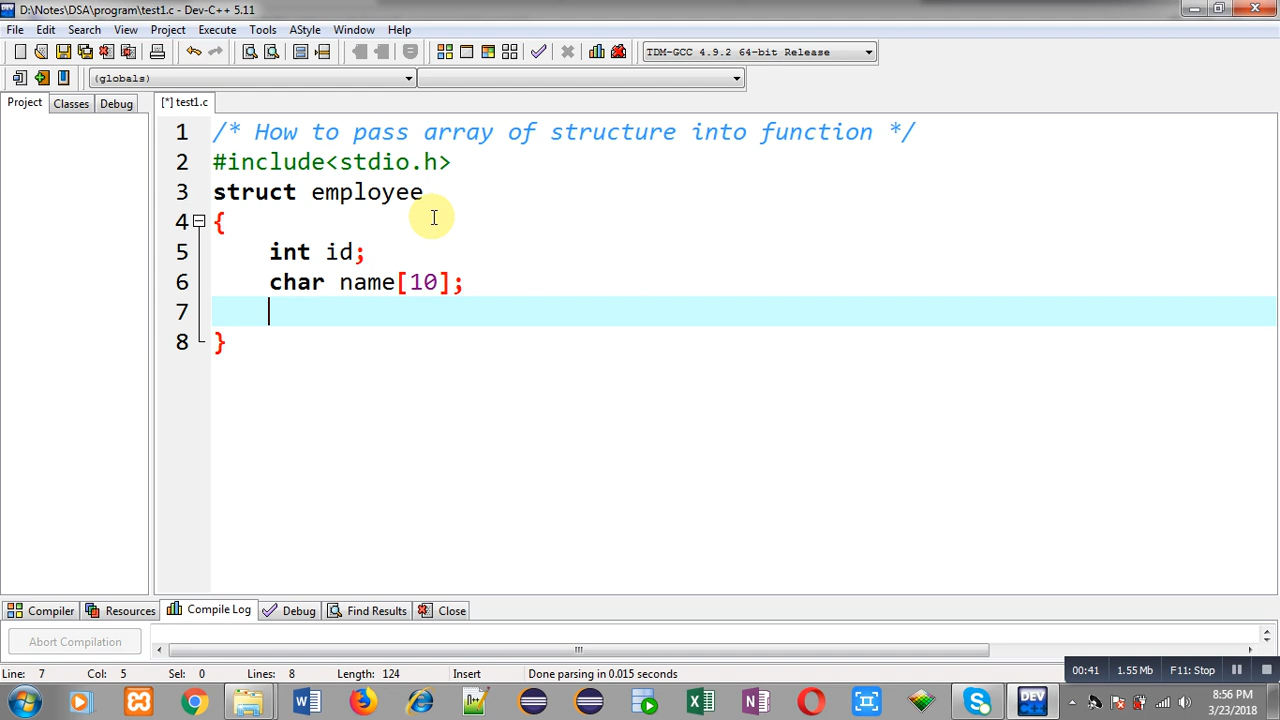 D:\Notes\DSA\program\test1.c - Dev-C++ 5.11
File Edit Search View Project Execute Tools AStyle Window Help
TDM-GCC 4.9.2 64-bit Release
(globals)
Project Classes Debug [*] test1.c
1 /* How to pass array of structure into function */
2 #include<stdio.h>
3 struct employee
4 {
5 int id;
6 char name[10];
7
8 }
Compiler Resources Compile Log Debug Find Results Close
Abort Compilation
Line: 7 Col: 5 Sel: 0 Lines: 8 Length: 124 Insert Done parsing in 0.015 seconds
00:41 1.55 Mb F11: Stop
DEV
8:56 PM
3/23/2018